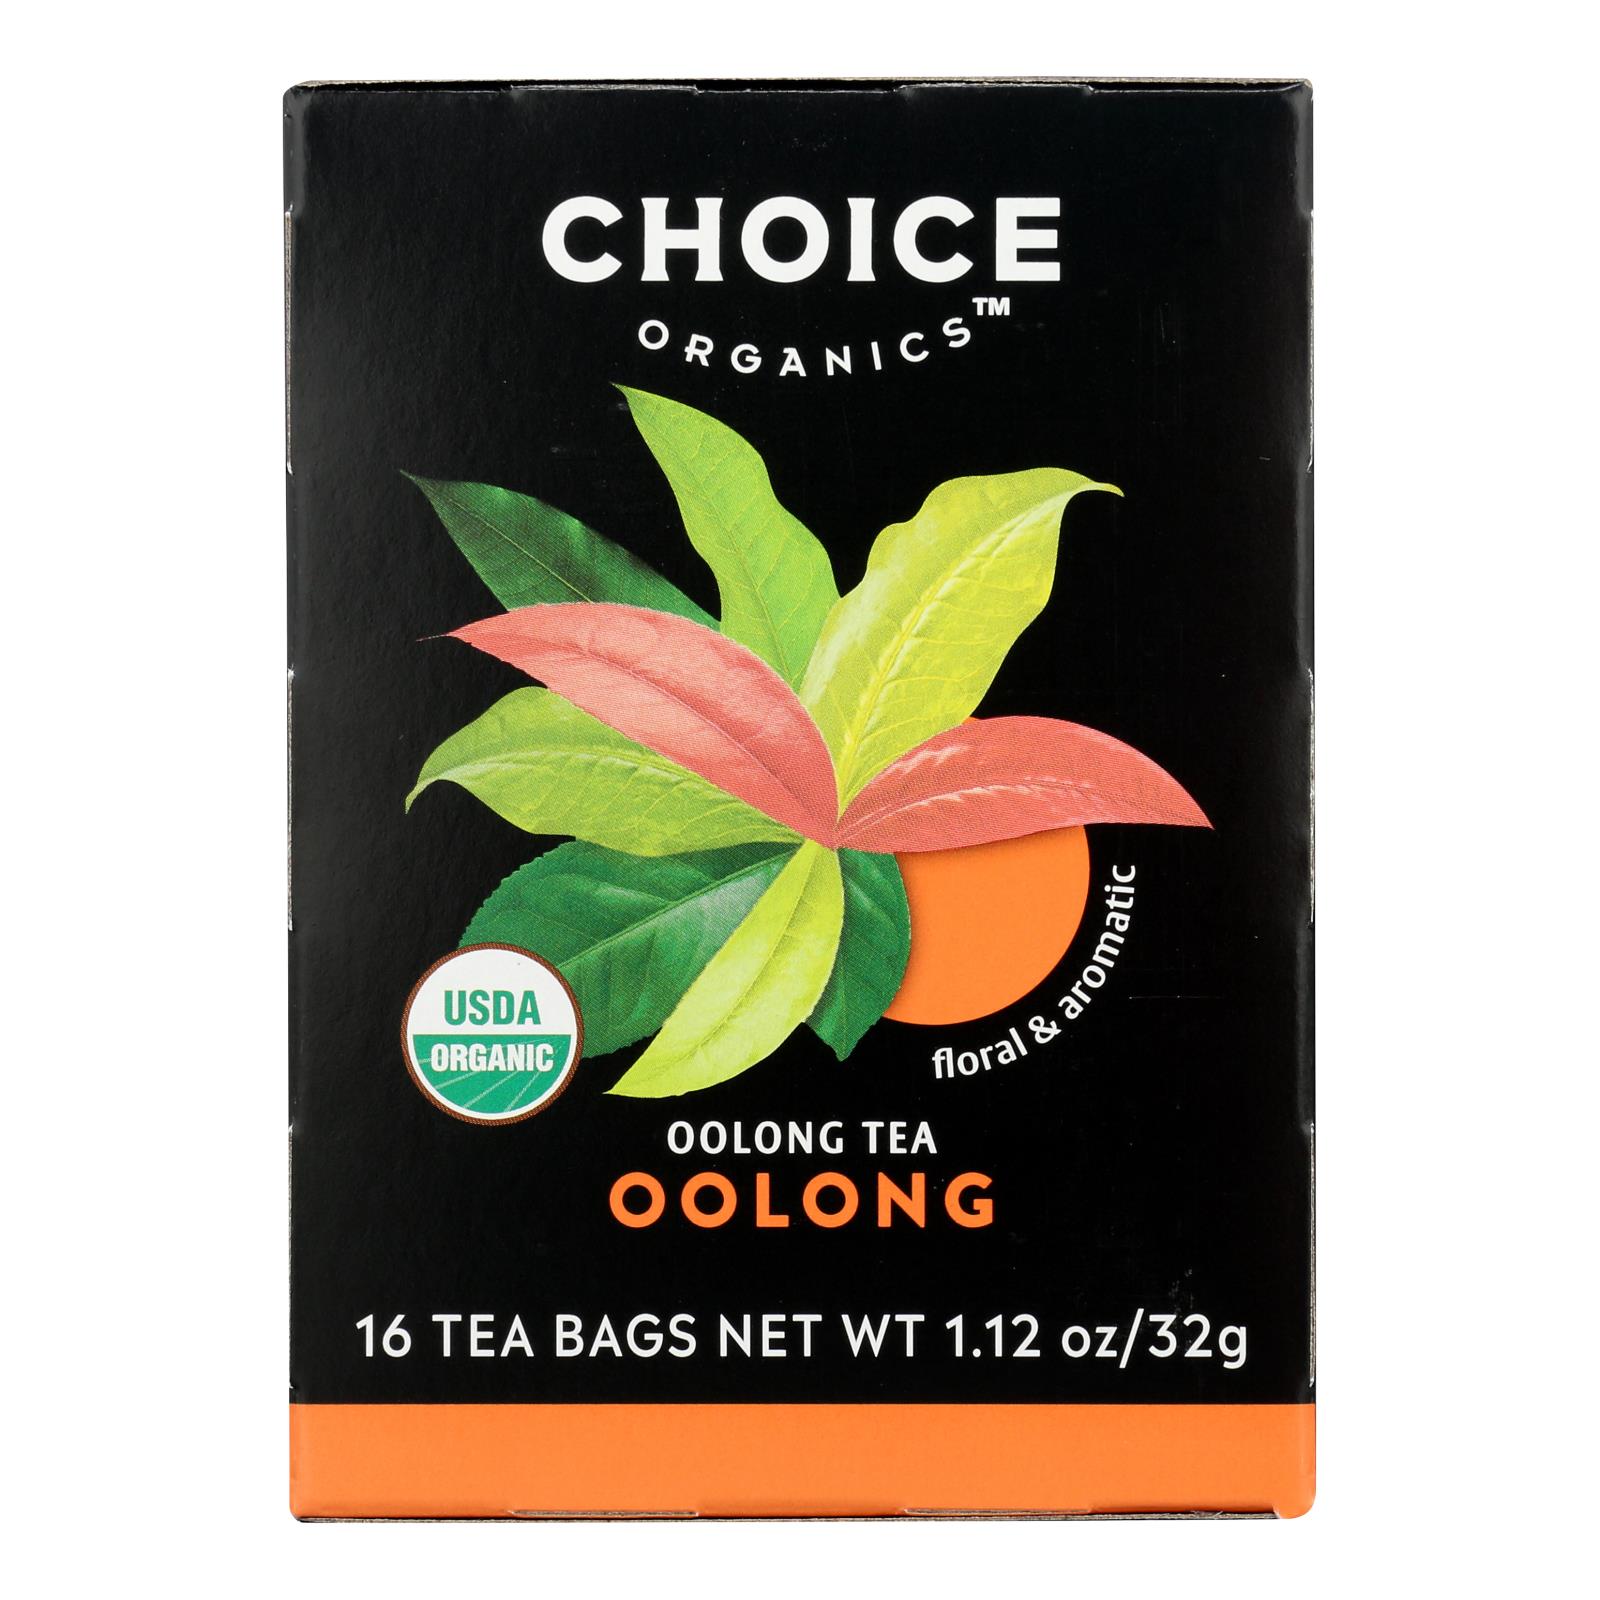 CHOICE
ORGANICS™
floral & aromatic
USDA
ORGANIC
OOLONG TEA
OOLONG
16 TEA BAGS NET WT 1.12 oz/32g